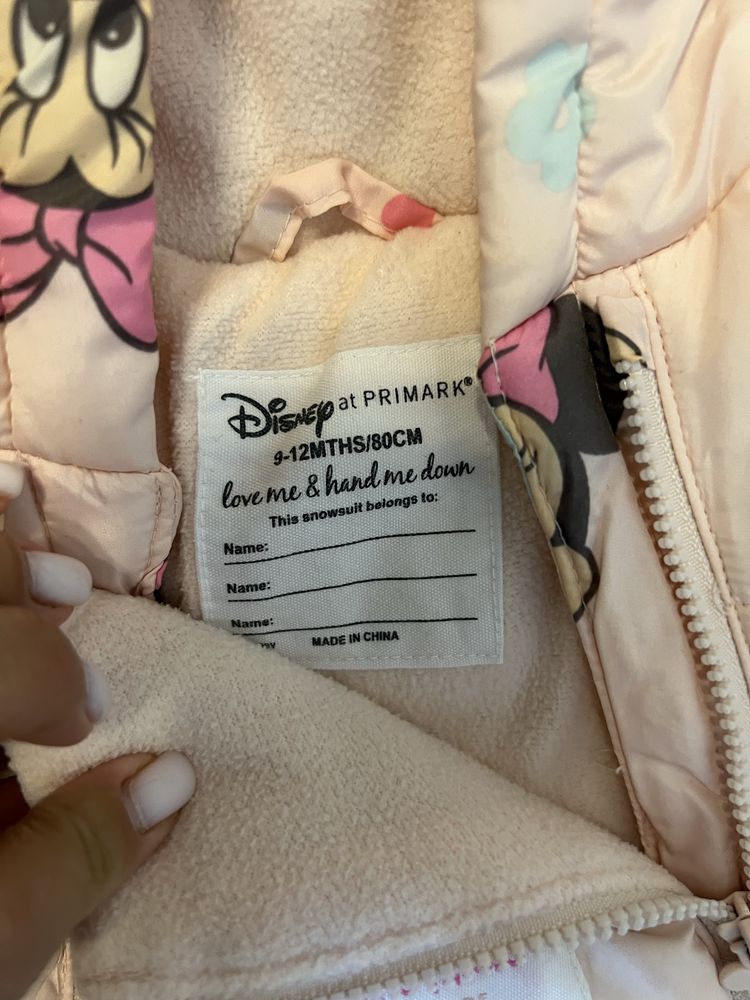 Disney at PRIMARK®
9-12MTHS/80CM
love me & hand me down
This snowsuit belongs to:
Name:
Name:
Name:
MADE IN CHINA